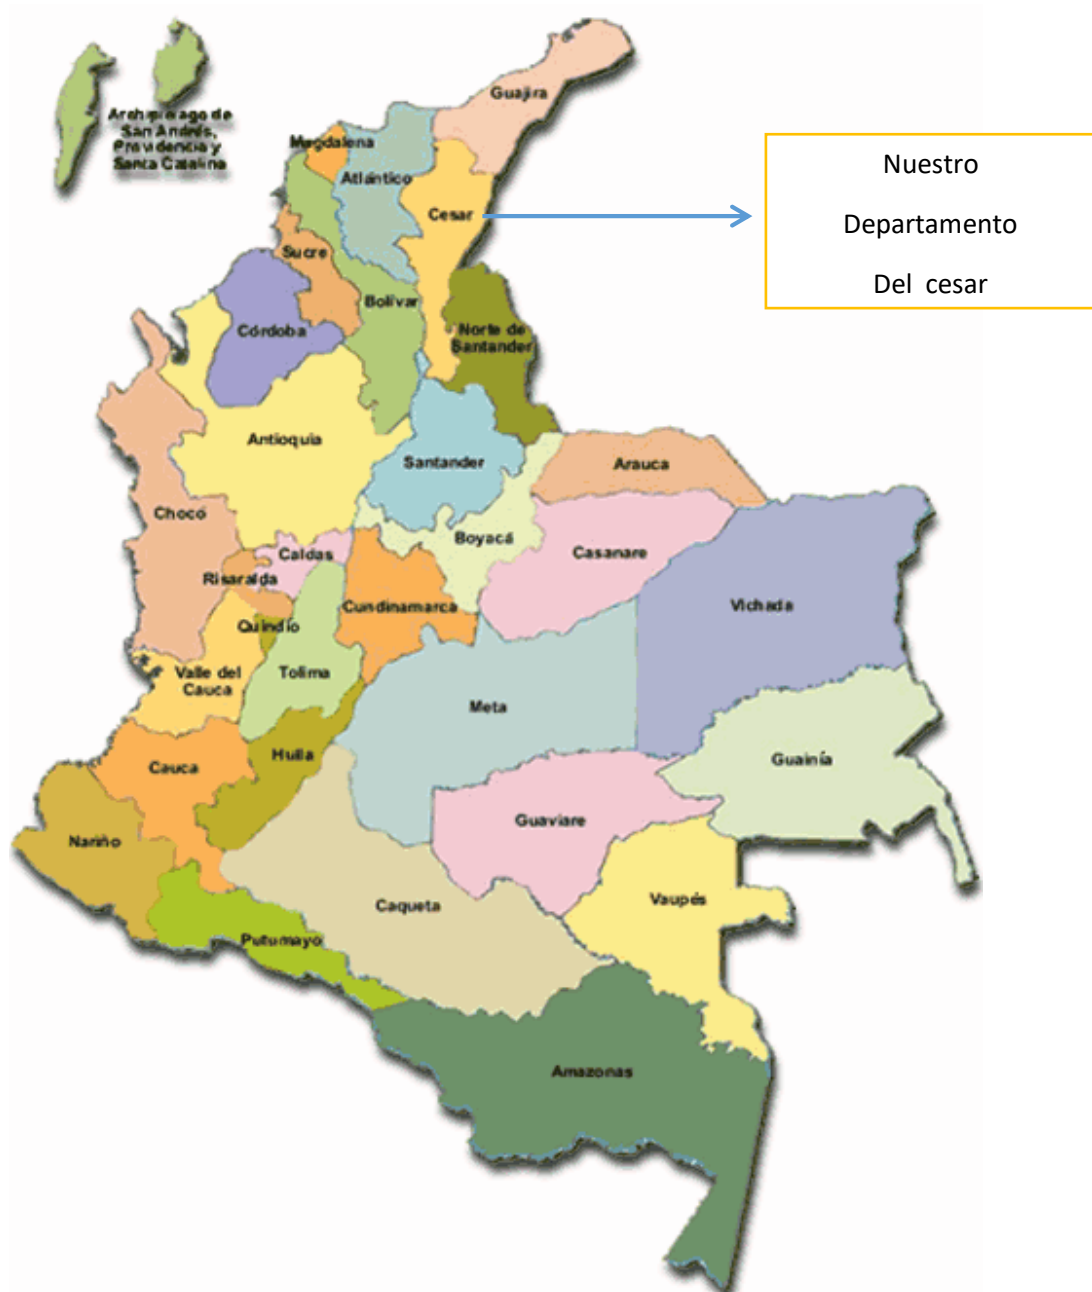 Archipiélago de
San Andrés,
Providencia y
Santa Catalina
Guajira
Magdalena
Atlántico
Cesar
Nuestro
Departamento
Del cesar
Sucre
Bolívar
Córdoba
Norte de
Santander
Antioquia
Santander
Arauca
Chocó
Boyacá
Caldas
Casanare
Risaralda
Cundinamarca
Vichada
Quindío
Valle del
Cauca
Tolima
Meta
Huila
Cauca
Guainía
Guaviare
Nariño
Caqueta
Vaupés
Putumayo
Amazonas